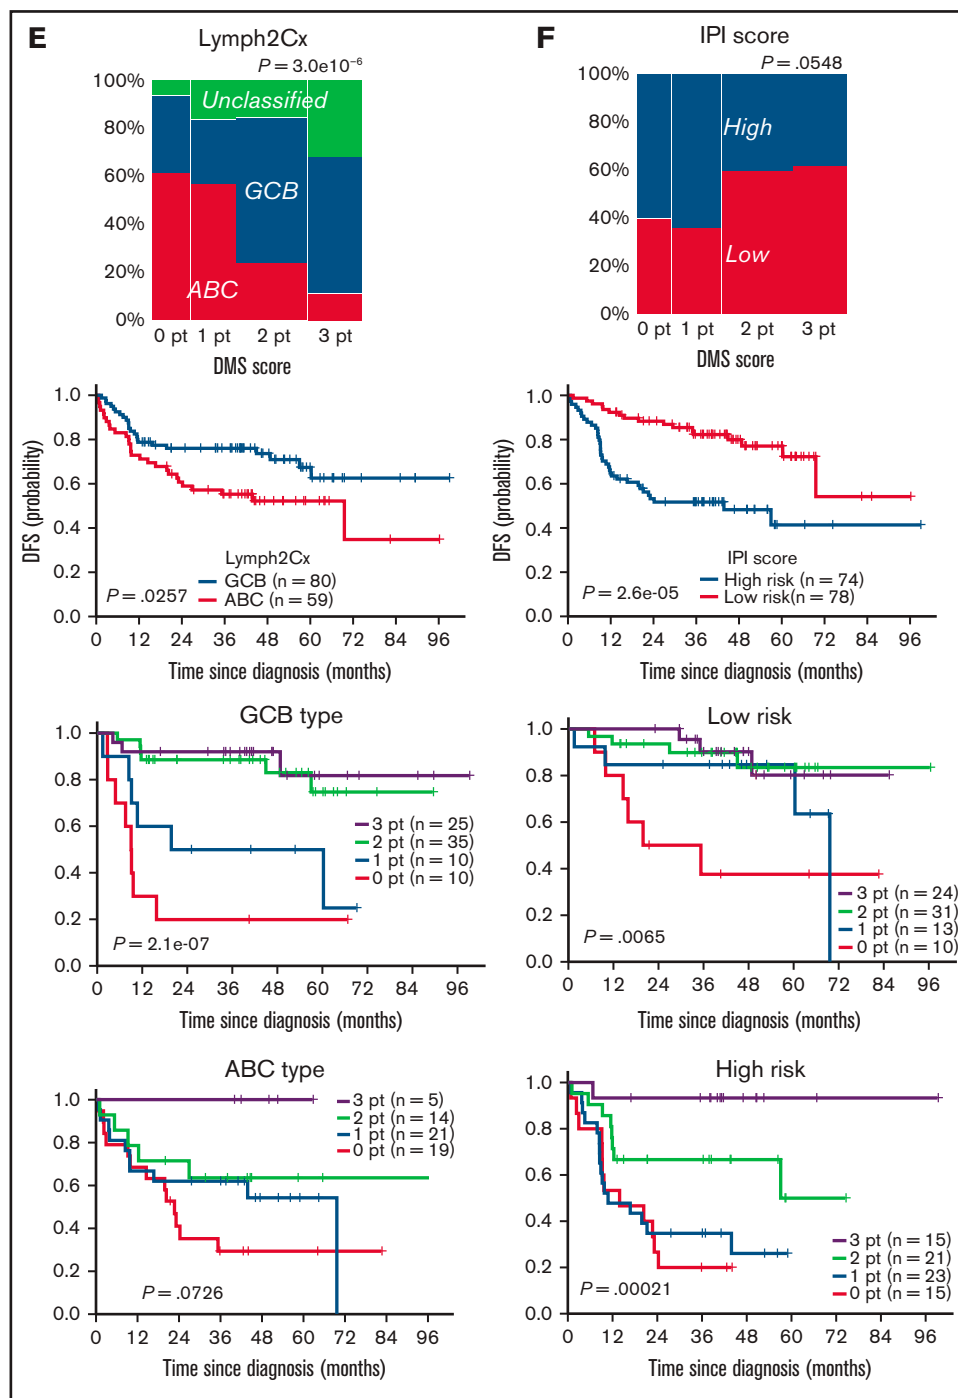 E
Lymph2Cx
P = 3.0e10⁻⁶
100%
80%
60%
40%
20%
0%
Unclassified
GCB
ABC
0 pt 1 pt 2 pt 3 pt
DMS score
F
IPI score
P = .0548
100%
80%
60%
40%
20%
0%
High
Low
0 pt 1 pt 2 pt 3 pt
DMS score
DFS (probability)
1.0
0.8
0.6
0.4
0.2
0.0
Lymph2Cx
GCB (n = 80)
ABC (n = 59)
P = .0257
0 12 24 36 48 60 72 84 96
Time since diagnosis (months)
DFS (probability)
1.0
0.8
0.6
0.4
0.2
0.0
IPI score
High risk (n = 74)
Low risk(n = 78)
P = 2.6e-05
0 12 24 36 48 60 72 84 96
Time since diagnosis (months)
GCB type
1.0
0.8
0.6
0.4
0.2
0.0
3 pt (n = 25)
2 pt (n = 35)
1 pt (n = 10)
0 pt (n = 10)
P = 2.1e-07
0 12 24 36 48 60 72 84 96
Time since diagnosis (months)
Low risk
1.0
0.8
0.6
0.4
0.2
0.0
3 pt (n = 24)
2 pt (n = 31)
1 pt (n = 13)
0 pt (n = 10)
P = .0065
0 12 24 36 48 60 72 84 96
Time since diagnosis (months)
ABC type
1.0
0.8
0.6
0.4
0.2
0.0
3 pt (n = 5)
2 pt (n = 14)
1 pt (n = 21)
0 pt (n = 19)
P = .0726
0 12 24 36 48 60 72 84 96
Time since diagnosis (months)
High risk
1.0
0.8
0.6
0.4
0.2
0.0
3 pt (n = 15)
2 pt (n = 21)
1 pt (n = 23)
0 pt (n = 15)
P = .00021
0 12 24 36 48 60 72 84 96
Time since diagnosis (months)